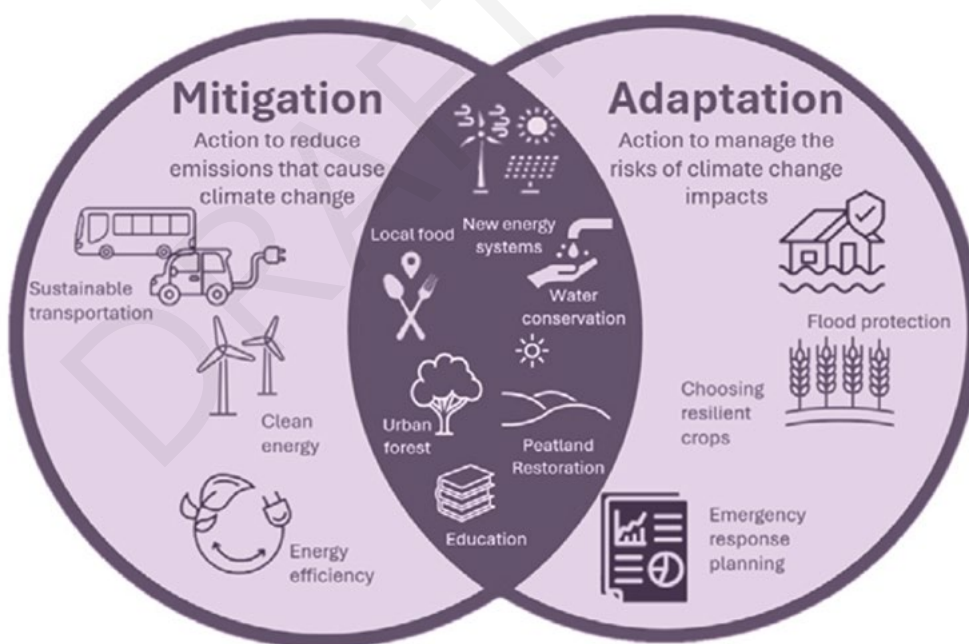 Mitigation
Action to reduce
emissions that cause
climate change
Sustainable
transportation
Clean
energy
Energy
efficiency
New energy
systems
Local food
Water
conservation
Urban
forest
Peatland
Restoration
Education
Adaptation
Action to manage the
risks of climate change
impacts
Flood protection
Choosing
resilient
crops
Emergency
response
planning
DRAFT